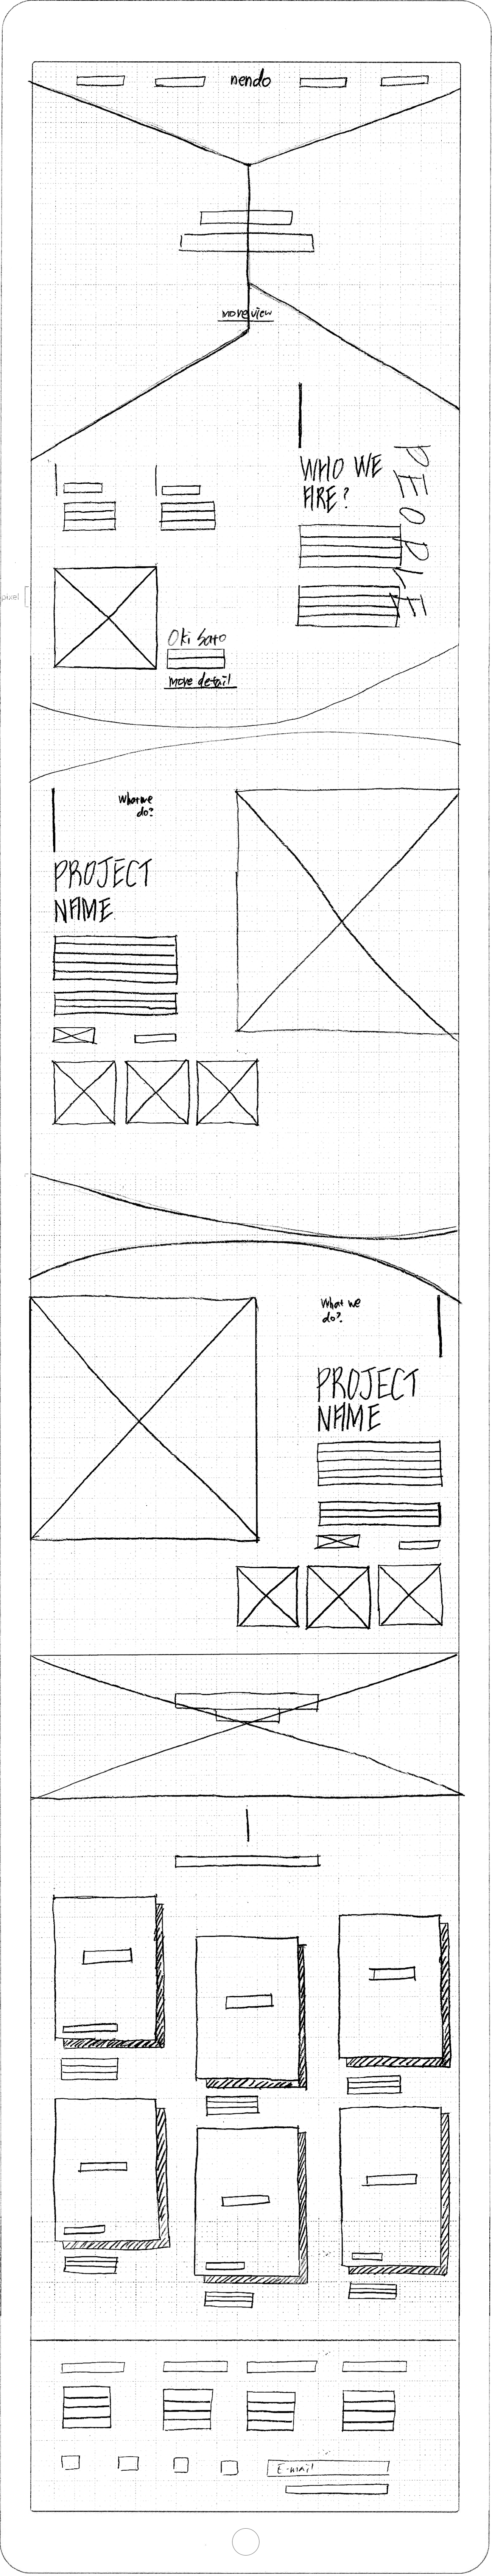 nendo
more view
WHO WE
ARE?
PEOPLE
pixel
Oki Sato
More detail
What we
do?
PROJECT
NAME
What we
do?
PROJECT
NAME
E-mail